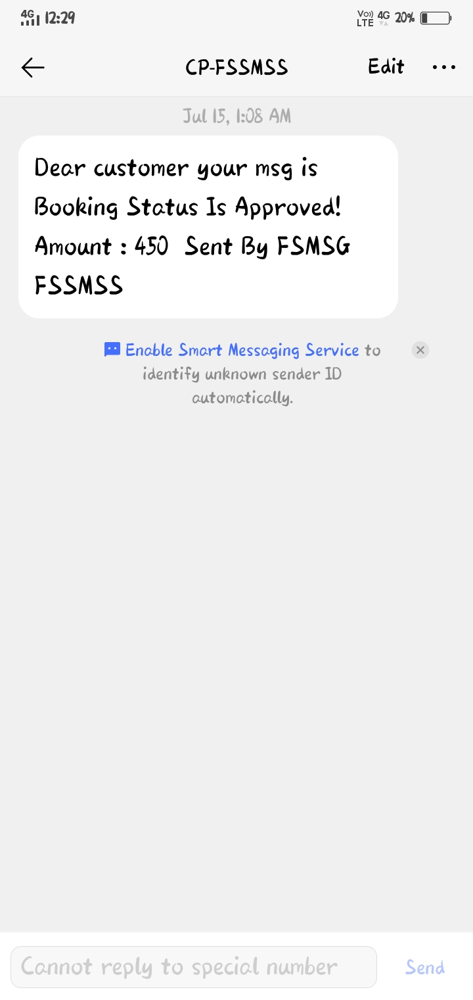 4G 12:29 Vo)) LTE 4G 20%
CP-FSSMSS Edit
Jul 15, 1:08 AM
Dear customer your msg is
Booking Status Is Approved!
Amount : 450 Sent By FSMSG
FSSMSS
Enable Smart Messaging Service to
identify unknown sender ID
automatically.
Cannot reply to special number Send